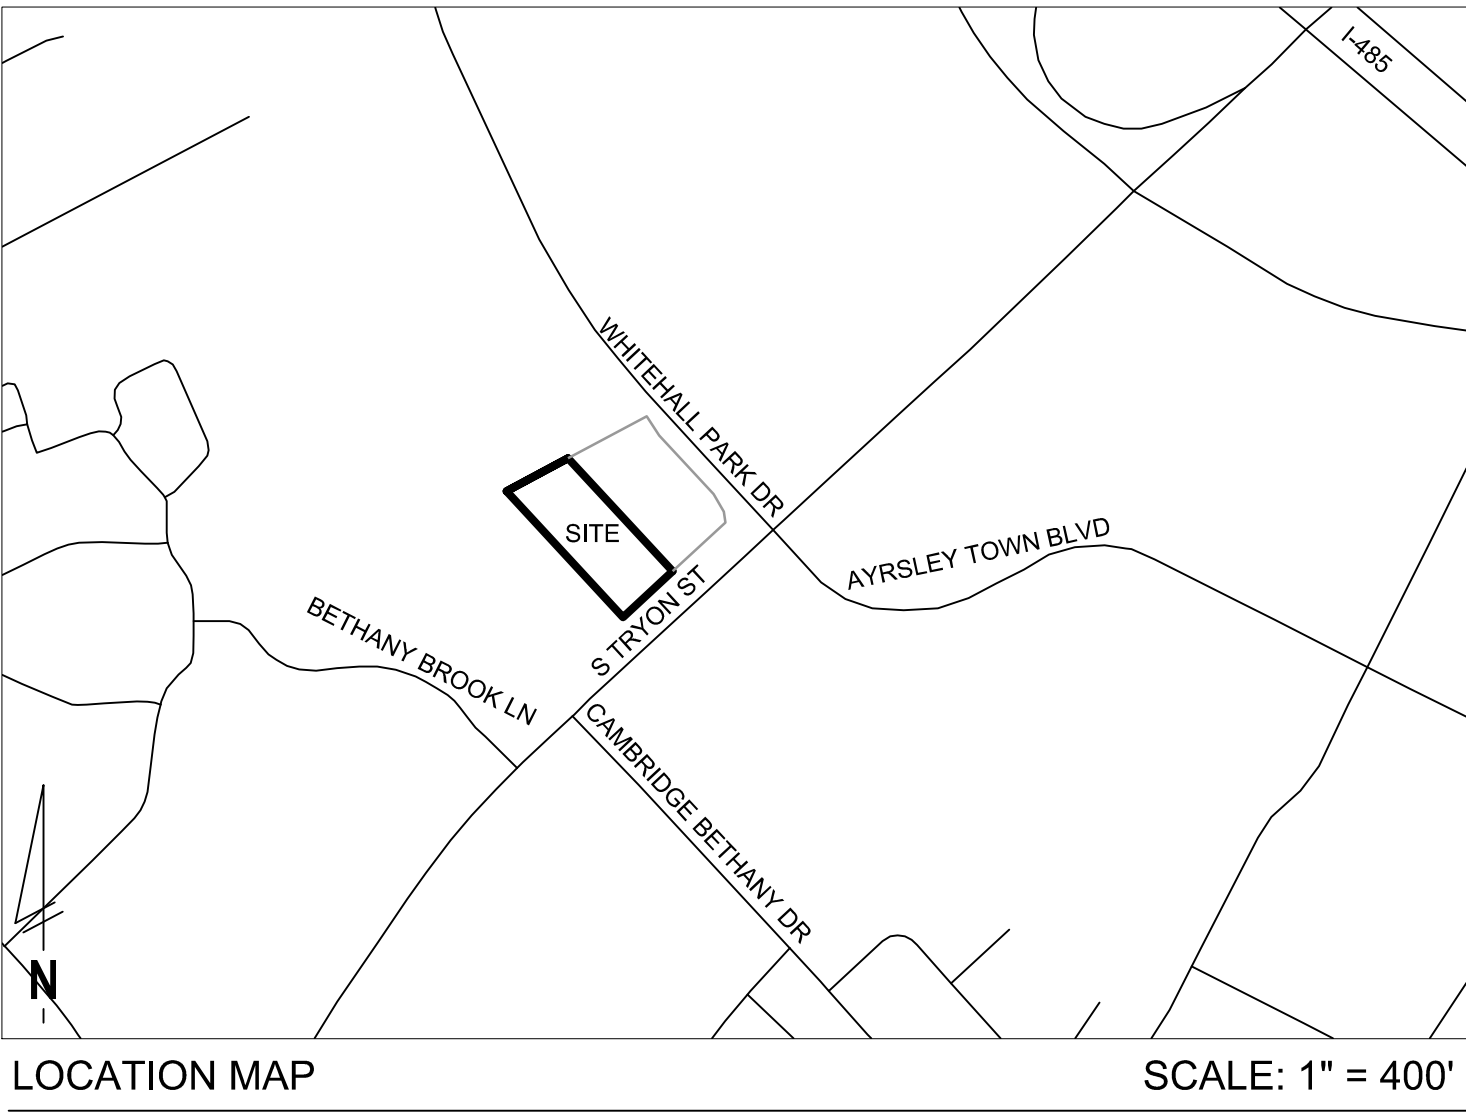 I-485
WHITEHALL PARK DR
SITE
AYRSLEY TOWN BLVD
S TRYON ST
BETHANY BROOK LN
CAMBRIDGE BETHANY DR
N
LOCATION MAP
SCALE: 1" = 400'